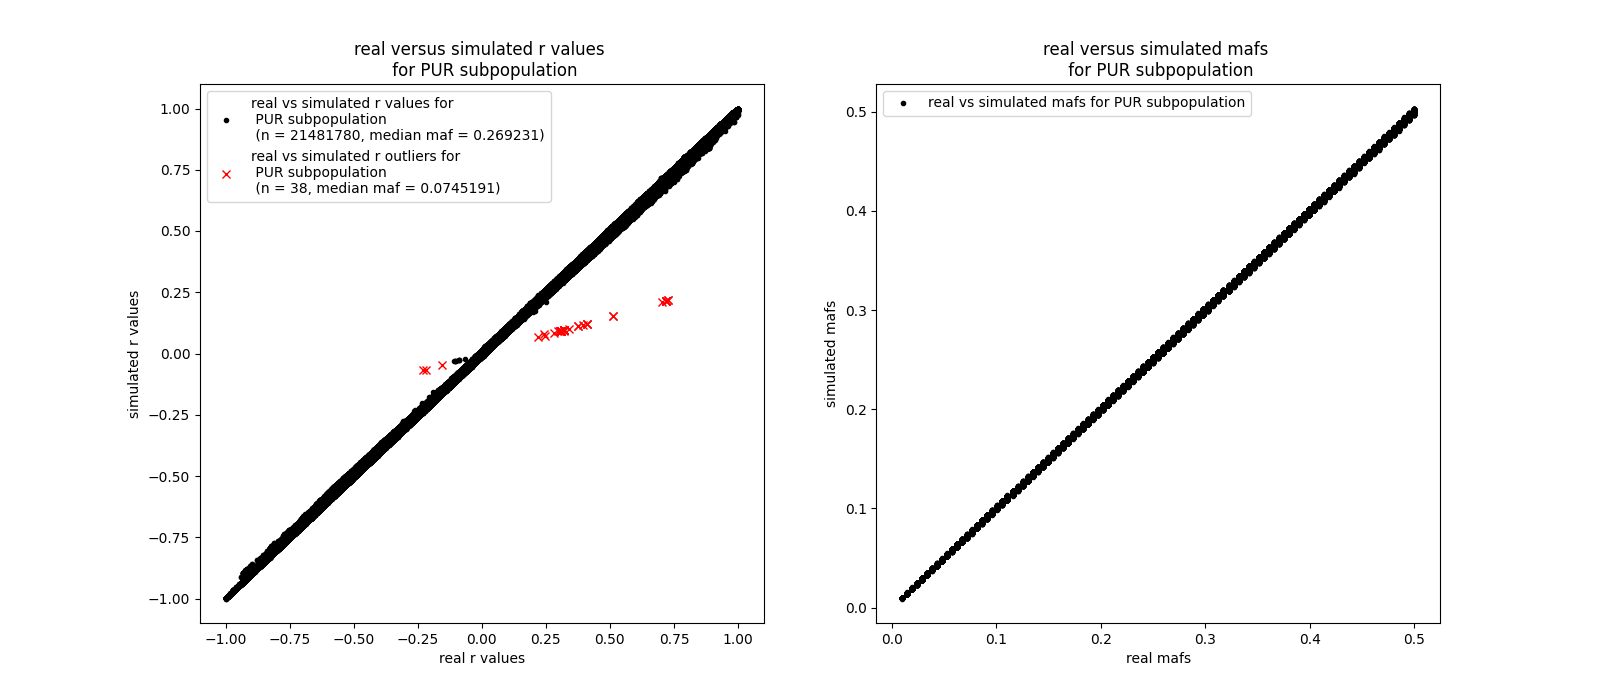 real versus simulated r values
for PUR subpopulation
real vs simulated r values for
PUR subpopulation
(n = 21481780, median maf = 0.269231)
real vs simulated r outliers for
PUR subpopulation
(n = 38, median maf = 0.0745191)
1.00
0.75
0.50
0.25
0.00
−0.25
−0.50
−0.75
−1.00
simulated r values
−1.00 −0.75 −0.50 −0.25 0.00 0.25 0.50 0.75 1.00
real r values
real versus simulated mafs
for PUR subpopulation
real vs simulated mafs for PUR subpopulation
0.5
0.4
0.3
0.2
0.1
0.0
simulated mafs
0.0 0.1 0.2 0.3 0.4 0.5
real mafs